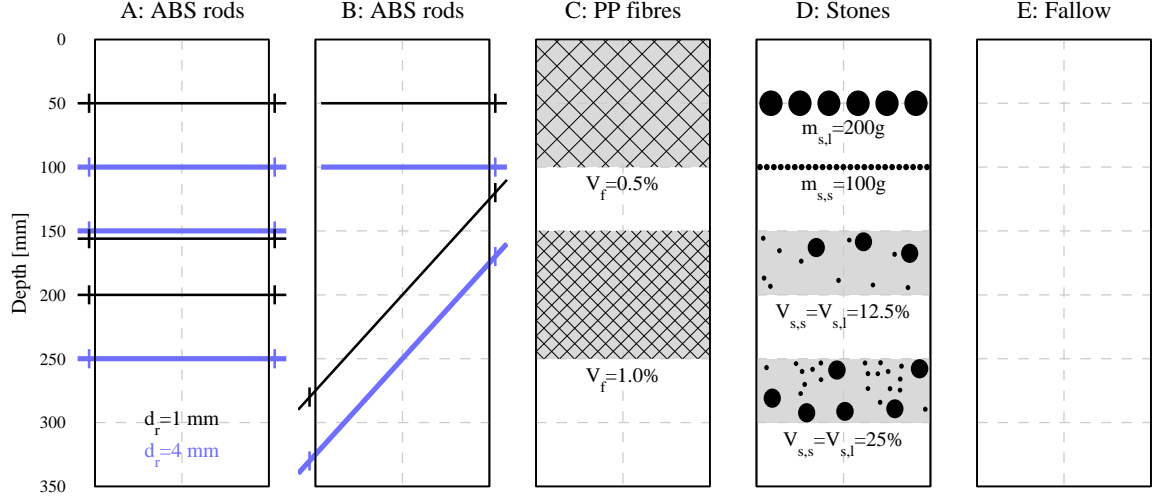 A: ABS rods
B: ABS rods
C: PP fibres
D: Stones
E: Fallow
Depth [mm]
0
50
100
150
200
250
300
350
d_r=1 mm
d_r=4 mm
V_f=0.5%
V_f=1.0%
m_s,l=200g
m_s,s=100g
V_s,s=V_s,l=12.5%
V_s,s=V_s,l=25%